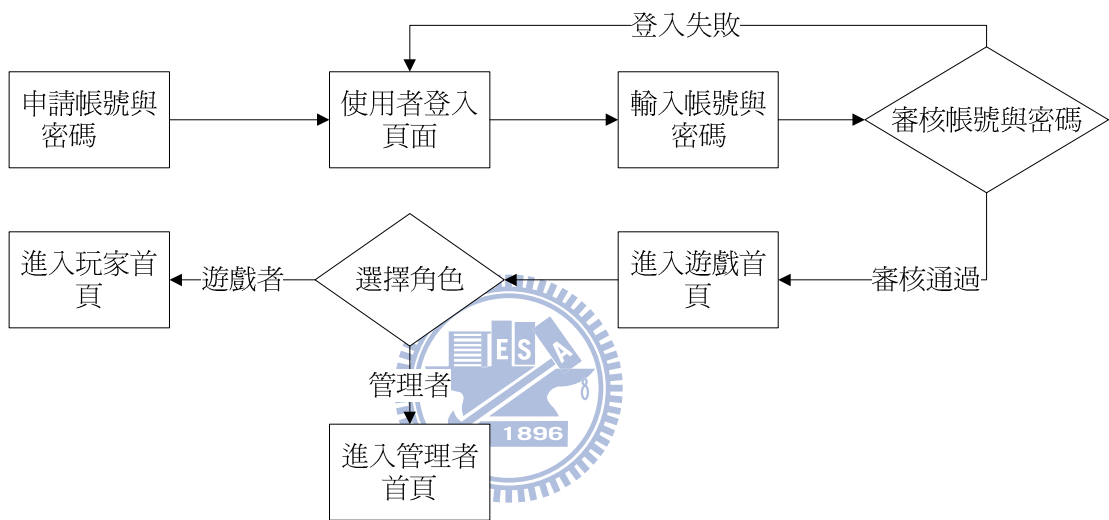 登入失敗
申請帳號與
密碼
使用者登入
頁面
輸入帳號與
密碼
審核帳號與密碼
進入玩家首
頁
遊戲者
選擇角色
進入遊戲首
頁
審核通過
ESA
管理者
1896
進入管理者
首頁